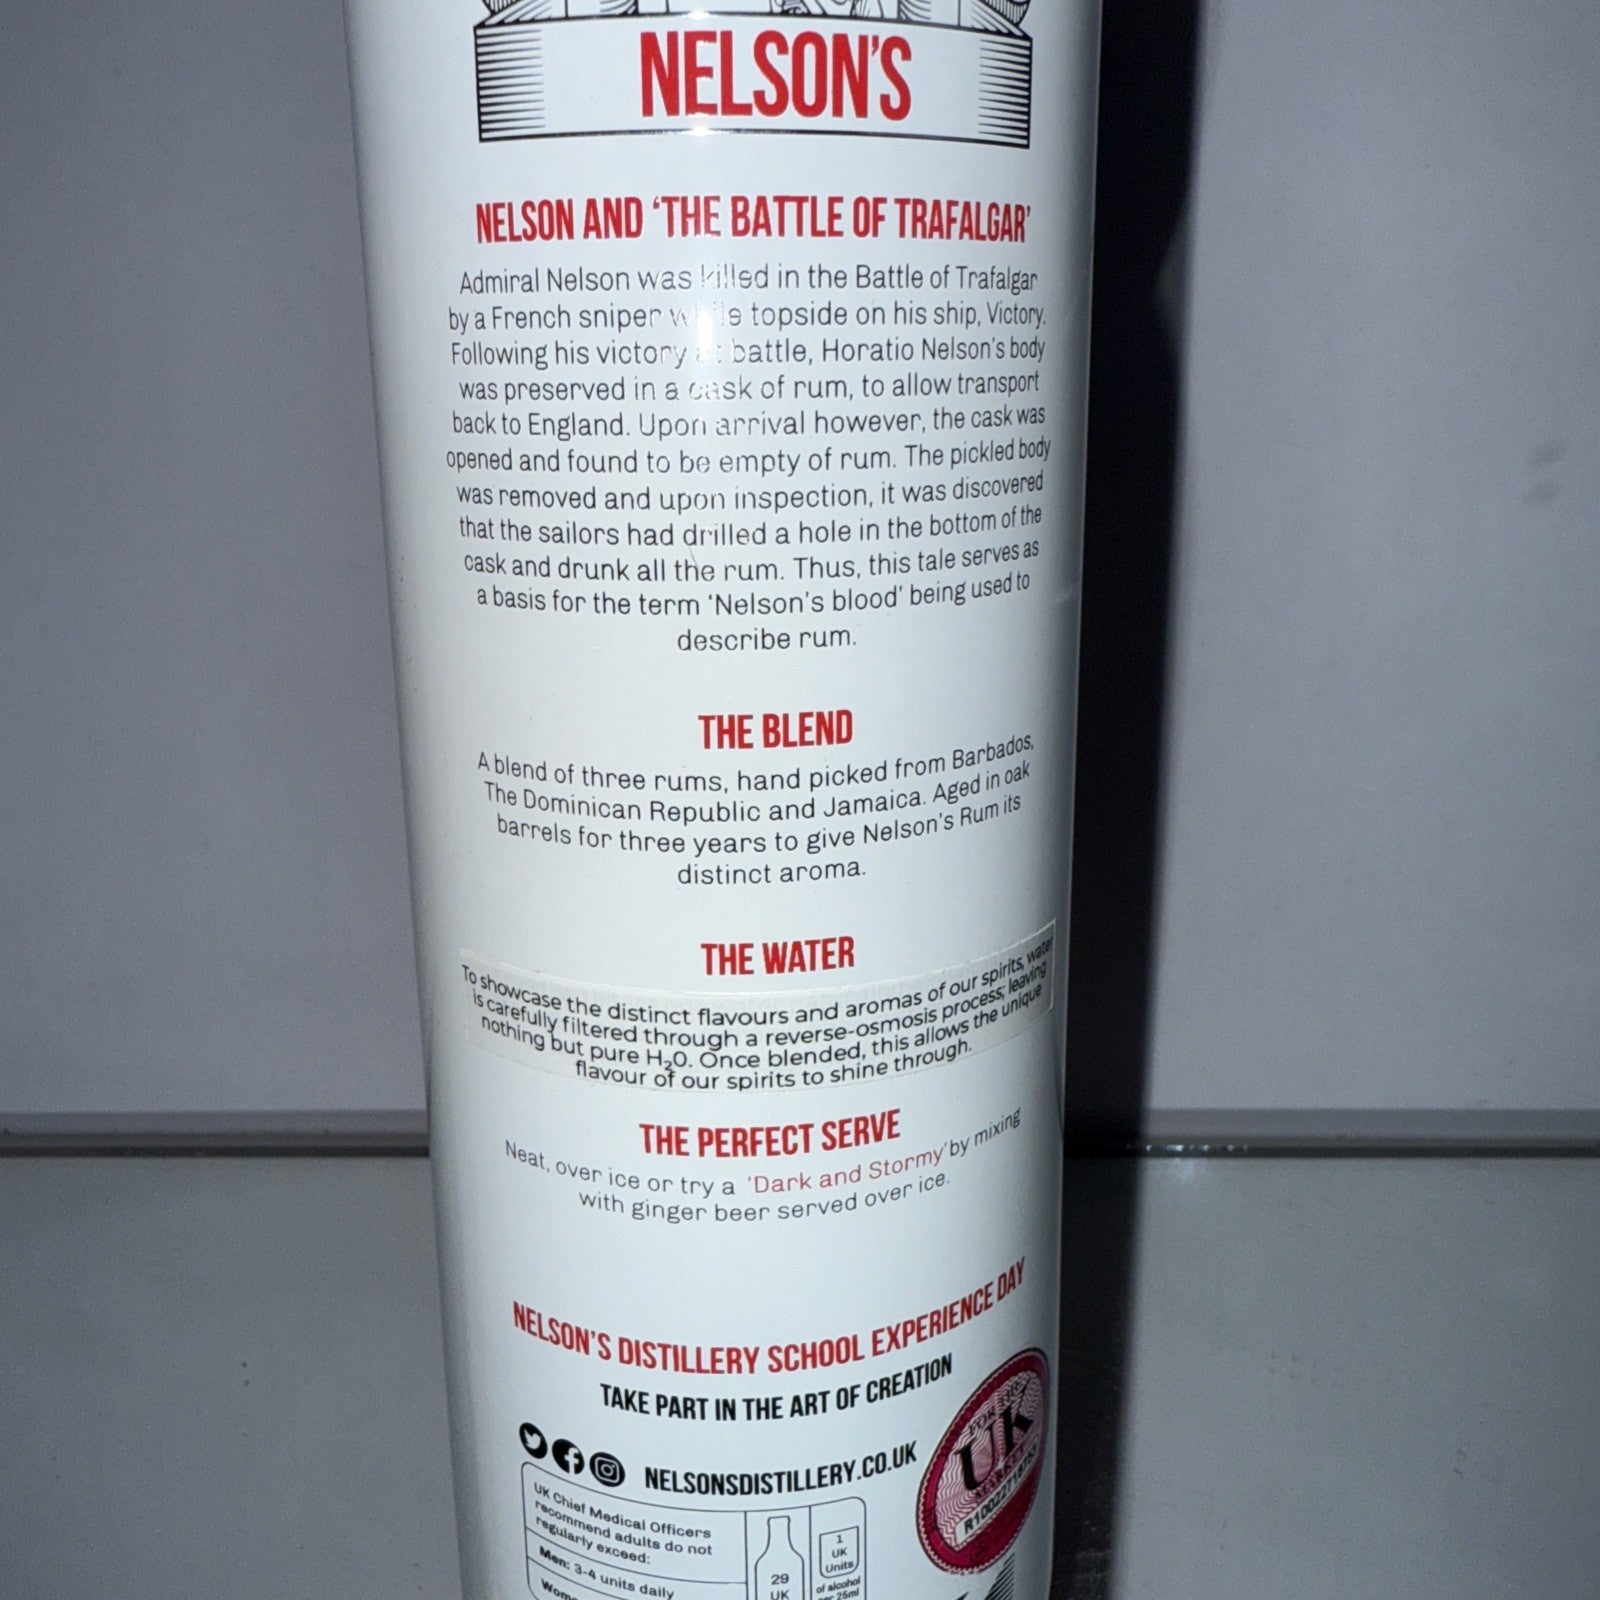 NELSON'S
NELSON AND 'THE BATTLE OF TRAFALGAR'
Admiral Nelson was killed in the Battle of Trafalgar
by a French sniper while topside on his ship, Victory.
Following his victory at battle, Horatio Nelson's body
was preserved in a cask of rum, to allow transport
back to England. Upon arrival however, the cask was
opened and found to be empty of rum. The pickled body
was removed and upon inspection, it was discovered
that the sailors had drilled a hole in the bottom of the
cask and drunk all the rum. Thus, this tale serves as
a basis for the term 'Nelson's blood' being used to
describe rum.
THE BLEND
A blend of three rums, hand picked from Barbados,
The Dominican Republic and Jamaica. Aged in oak
barrels for three years to give Nelson's Rum its
distinct aroma.
THE WATER
To showcase the distinct flavours and aromas of our spirits, water
is carefully filtered through a reverse-osmosis process; leaving
nothing but pure H₂0. Once blended, this allows the unique
flavour of our spirits to shine through.
THE PERFECT SERVE
Neat, over ice or try a 'Dark and Stormy' by mixing
with ginger beer served over ice.
NELSON'S DISTILLERY SCHOOL EXPERIENCE DAY
TAKE PART IN THE ART OF CREATION
NELSONSDISTILLERY.CO.UK
UK Chief Medical Officers
recommend adults do not
regularly exceed:
Men: 3-4 units daily
29
UK
1
UK
Units
of alcohol
per 25ml
FOR THE
UK
MARKET